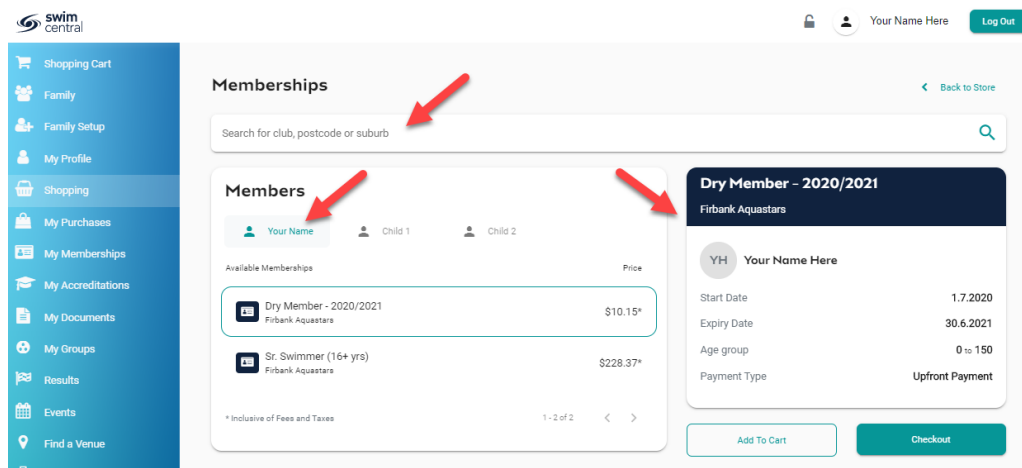 swim
central
Your Name Here
Log Out
Shopping Cart
Family
Family Setup
My Profile
Shopping
My Purchases
My Memberships
My Accreditations
My Documents
My Groups
Results
Events
Find a Venue
Memberships
Back to Store
Search for club, postcode or suburb
Members
Your Name
Child 1
Child 2
Available Memberships
Price
Dry Member - 2020/2021
Firbank Aquastars
$10.15*
Sr. Swimmer (16+ yrs)
Firbank Aquastars
$228.37*
* Inclusive of Fees and Taxes
1 - 2 of 2
Dry Member - 2020/2021
Firbank Aquastars
YH
Your Name Here
Start Date
1.7.2020
Expiry Date
30.6.2021
Age group
0 to 150
Payment Type
Upfront Payment
Add To Cart
Checkout